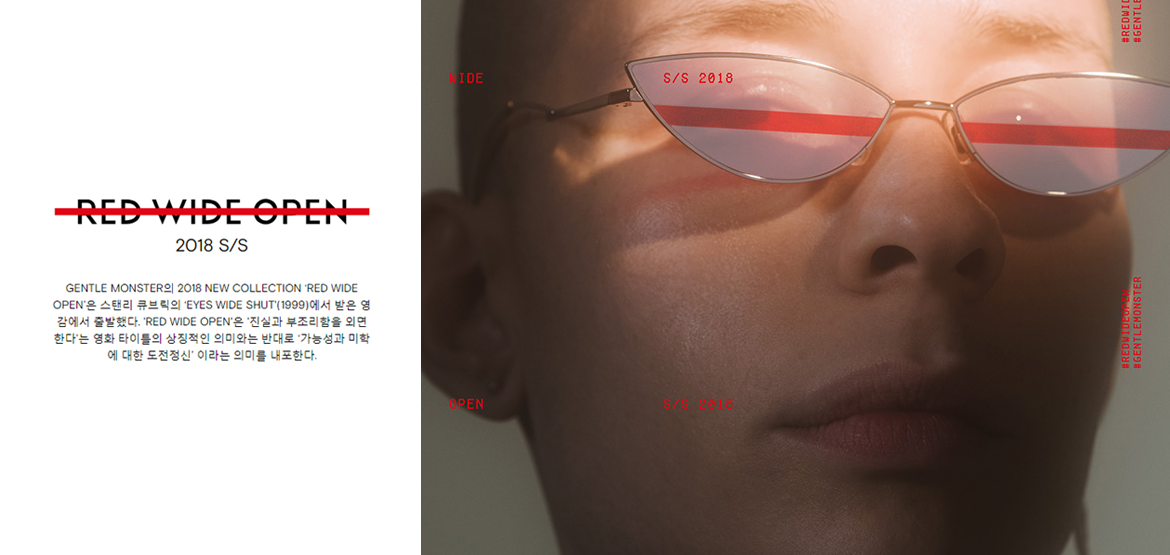 RED WIDE OPEN
2018 S/S
GENTLE MONSTER의 2018 NEW COLLECTION ‘RED WIDE
OPEN’은 스탠리 큐브릭의 ‘EYES WIDE SHUT’(1999)에서 받은 영
감에서 출발했다. ‘RED WIDE OPEN’은 ‘진실과 부조리함을 외면
한다’는 영화 타이틀의 상징적인 의미와는 반대로 ‘가능성과 미학
에 대한 도전정신’ 이라는 의미를 내포한다.
WIDE S/S 2018
OPEN S/S 2018
#REDWIDEOPEN
#GENTLEMONSTER